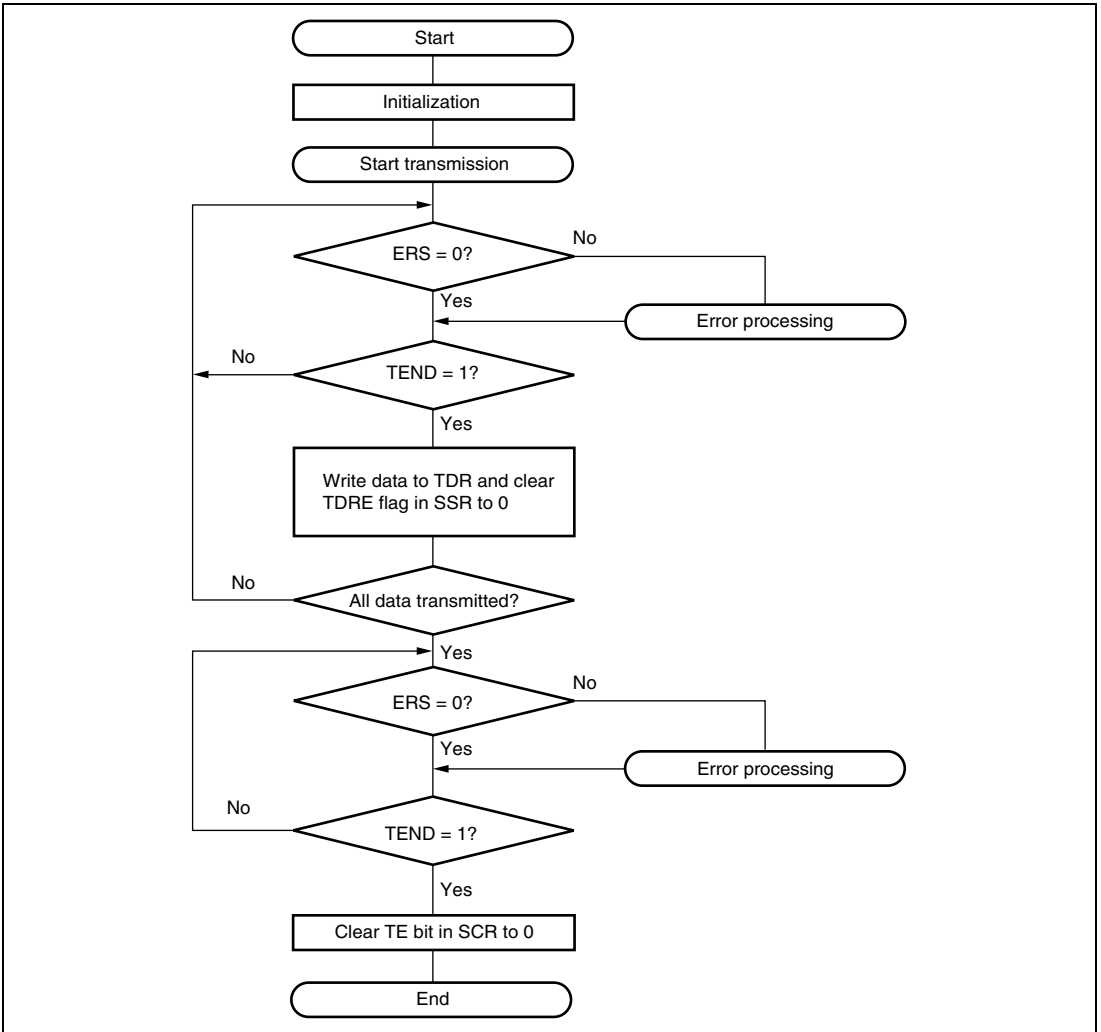 Start
Initialization
Start transmission
ERS = 0?
No
Yes
Error processing
No
TEND = 1?
Yes
Write data to TDR and clear
TDRE flag in SSR to 0
No
All data transmitted?
Yes
No
ERS = 0?
Yes
Error processing
No
TEND = 1?
Yes
Clear TE bit in SCR to 0
End